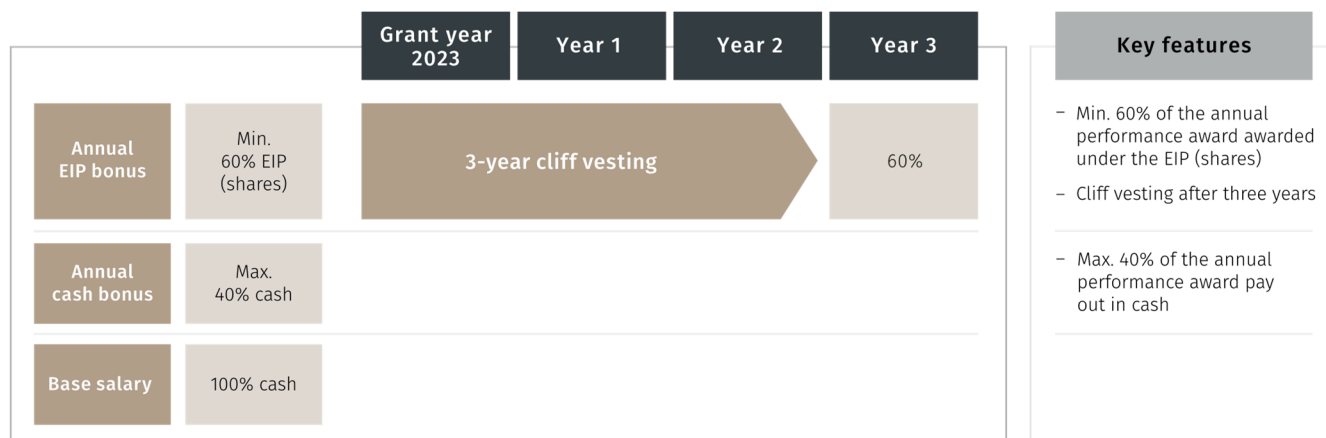 Grant year
2023
Year 1
Year 2
Year 3
Key features
Annual
EIP bonus
Min.
60% EIP
(shares)
3-year cliff vesting
60%
– Min. 60% of the annual
performance award awarded
under the EIP (shares)
– Cliff vesting after three years
Annual
cash bonus
Max.
40% cash
– Max. 40% of the annual
performance award pay
out in cash
Base salary
100% cash